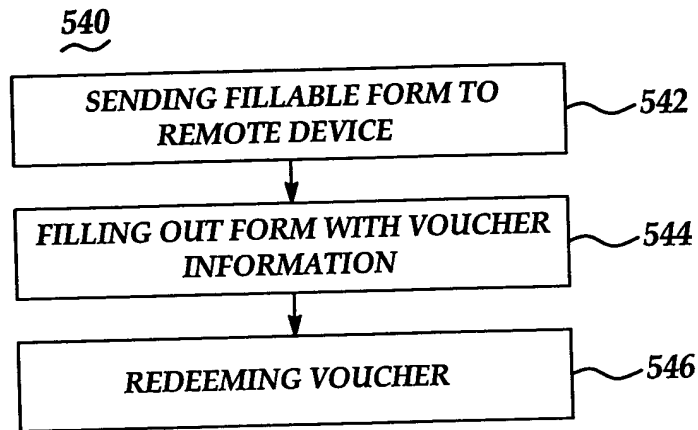 540
SENDING FILLABLE FORM TO
REMOTE DEVICE
542
FILLING OUT FORM WITH VOUCHER
INFORMATION
544
REDEEMING VOUCHER
546